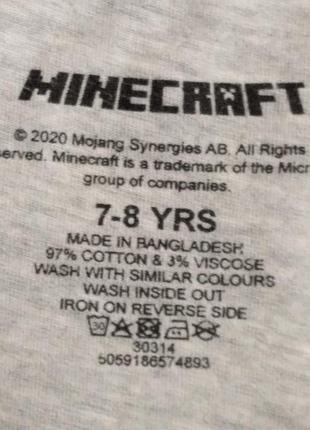 MINECRAFT
© 2020 Mojang Synergies AB. All Rights
served. Minecraft is a trademark of the Micr
group of companies.
7-8 YRS
MADE IN BANGLADESH
97% COTTON & 3% VISCOSE
WASH WITH SIMILAR COLOURS
WASH INSIDE OUT
IRON ON REVERSE SIDE
30
30314
5059186574893